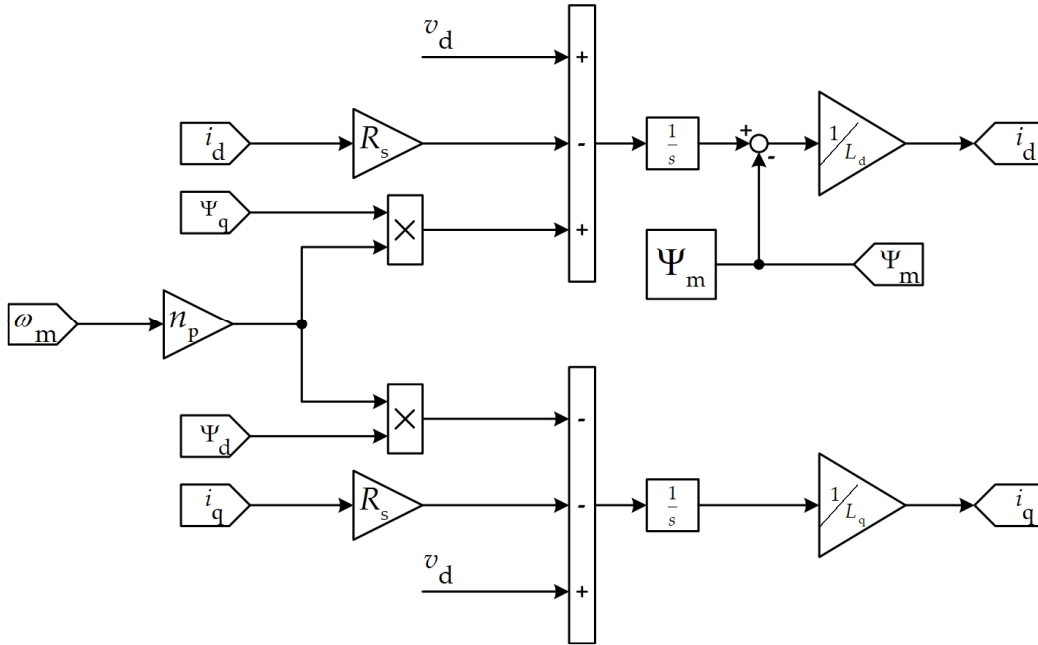 v_d
+
i_d
R_s
-
1/s
+
-
1/L_d
i_d
Ψ_q
×
+
Ψ_m
Ψ_m
ω_m
n_p
×
-
Ψ_d
i_q
R_s
-
1/s
1/L_q
i_q
v_d
+